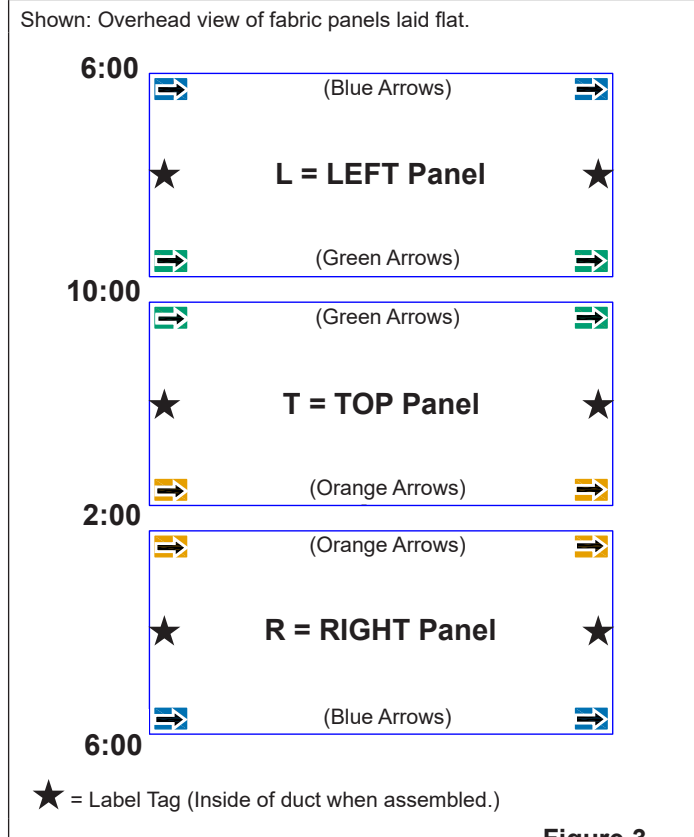 Shown: Overhead view of fabric panels laid flat.
6:00
(Blue Arrows)
L = LEFT Panel
(Green Arrows)
10:00
(Green Arrows)
T = TOP Panel
(Orange Arrows)
2:00
(Orange Arrows)
R = RIGHT Panel
(Blue Arrows)
6:00
= Label Tag (Inside of duct when assembled.)
Figure 3